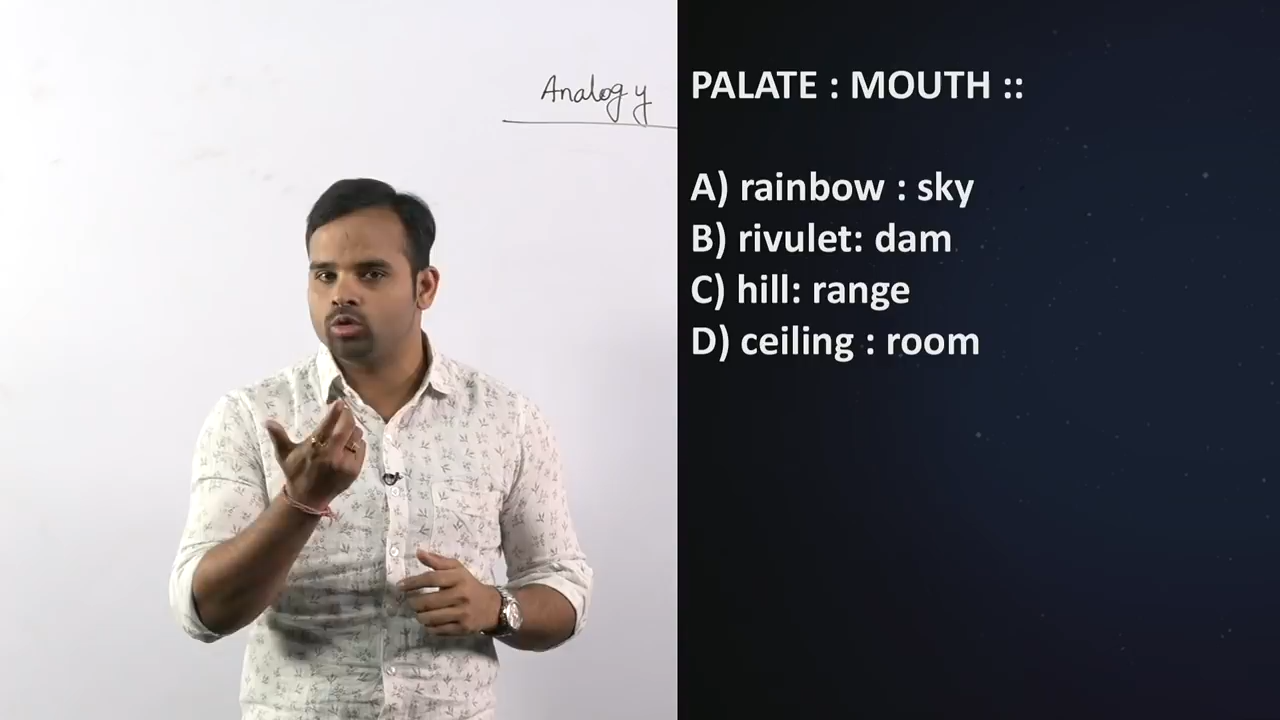 Analogy
PALATE : MOUTH ::
A) rainbow : sky
B) rivulet: dam
C) hill: range
D) ceiling : room